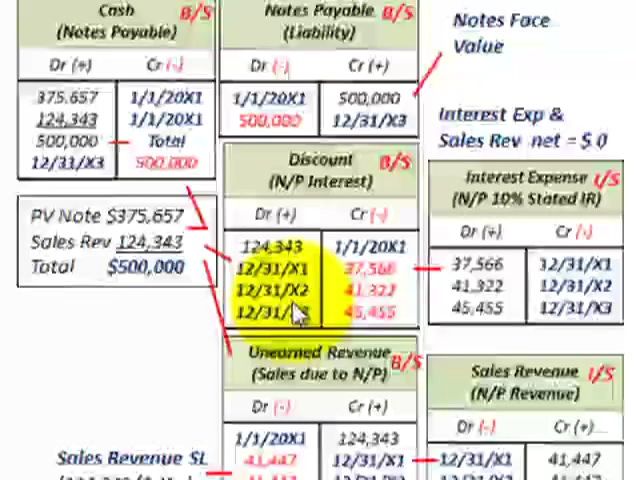 Cash B/S
(Notes Payable)
Dr (+) Cr (-)
375,657 1/1/20X1
124,343 1/1/20X1
500,000 Total
12/31/X3 500,000
Notes Payable B/S
(Liability)
Dr (-) Cr (+)
1/1/20X1 500,000
500,000 12/31/X3
Notes Face
Value
Interest Exp &
Sales Rev net = $ 0
PV Note $375,657
Sales Rev 124,343
Total $500,000
Discount B/S
(N/P Interest)
Dr (+) Cr (-)
124,343 1/1/20X1
12/31/X1 37,566
12/31/X2 41,322
12/31/ 45,455
Interest Expense I/S
(N/P 10% Stated IR)
Dr (+) Cr (-)
37,566 12/31/X1
41,322 12/31/X2
45,455 12/31/X3
Unearned Revenue B/S
(Sales due to N/P)
Dr (-) Cr (+)
1/1/20X1 124,343
41,447 12/31/X1
Sales Revenue I/S
(N/P Revenue)
Dr (-) Cr (+)
12/31/X1 41,447
Sales Revenue SL